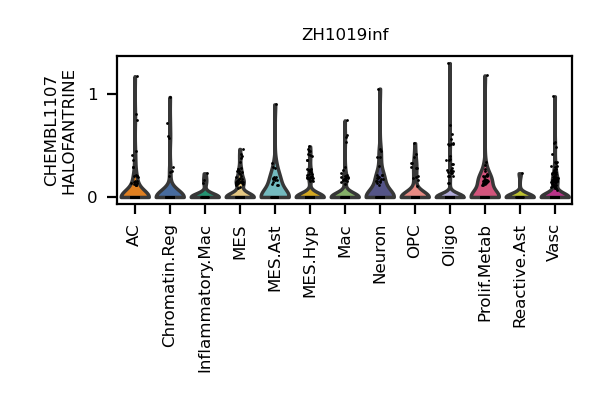 ZH1019inf
CHEMBL1107
HALOFANTRINE
1
0
AC
Chromatin.Reg
Inflammatory.Mac
MES
MES.Ast
MES.Hyp
Mac
Neuron
OPC
Oligo
Prolif.Metab
Reactive.Ast
Vasc